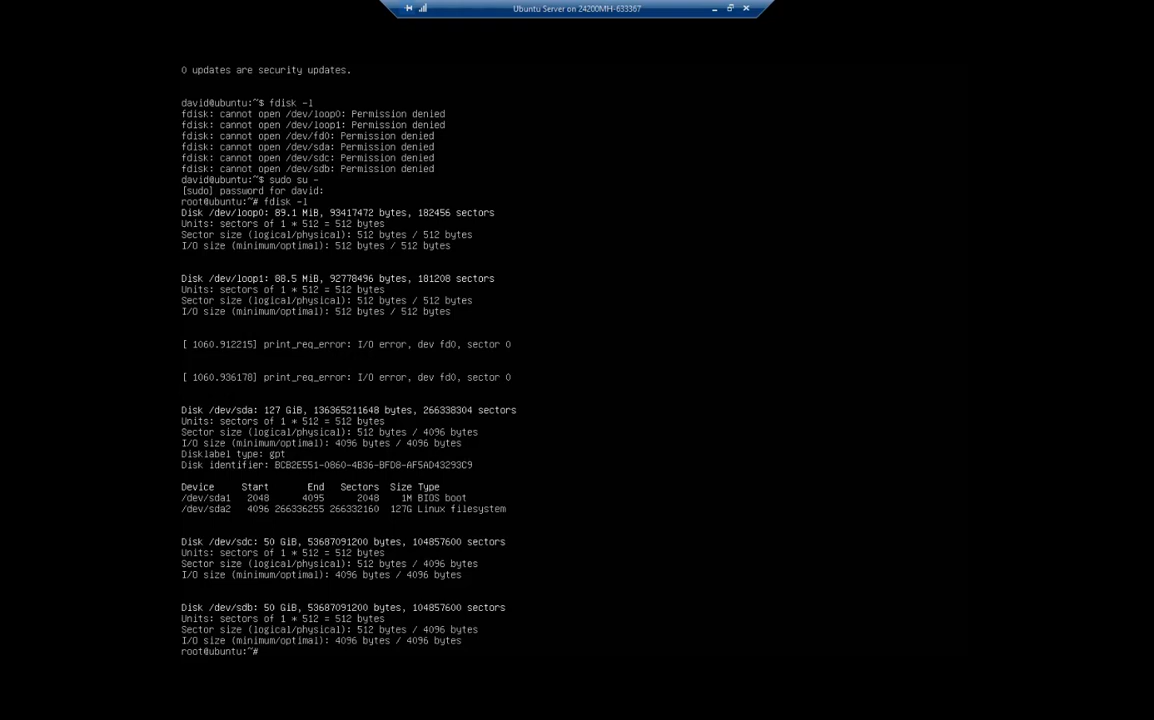 Ubuntu Server on 24200MH-633367
0 updates are security updates.
david@ubuntu:~$ fdisk -l
fdisk: cannot open /dev/loop0: Permission denied
fdisk: cannot open /dev/loop1: Permission denied
fdisk: cannot open /dev/fd0: Permission denied
fdisk: cannot open /dev/sda: Permission denied
fdisk: cannot open /dev/sdc: Permission denied
fdisk: cannot open /dev/sdb: Permission denied
david@ubuntu:~$ sudo su -
[sudo] password for david:
root@ubuntu:~# fdisk -l
Disk /dev/loop0: 89.1 MiB, 93417472 bytes, 182456 sectors
Units: sectors of 1 * 512 = 512 bytes
Sector size (logical/physical): 512 bytes / 512 bytes
I/O size (minimum/optimal): 512 bytes / 512 bytes
Disk /dev/loop1: 88.5 MiB, 92778496 bytes, 181208 sectors
Units: sectors of 1 * 512 = 512 bytes
Sector size (logical/physical): 512 bytes / 512 bytes
I/O size (minimum/optimal): 512 bytes / 512 bytes
[ 1060.912215] print_req_error: I/O error, dev fd0, sector 0
[ 1060.936178] print_req_error: I/O error, dev fd0, sector 0
Disk /dev/sda: 127 GiB, 136365211648 bytes, 266338304 sectors
Units: sectors of 1 * 512 = 512 bytes
Sector size (logical/physical): 512 bytes / 4096 bytes
I/O size (minimum/optimal): 4096 bytes / 4096 bytes
Disklabel type: gpt
Disk identifier: BCB2E551-0860-4B36-BFD8-AF5AD43293C9
Device Start End Sectors Size Type
/dev/sda1 2048 4095 2048 1M BIOS boot
/dev/sda2 4096 266336255 266332160 127G Linux filesystem
Disk /dev/sdc: 50 GiB, 53687091200 bytes, 104857600 sectors
Units: sectors of 1 * 512 = 512 bytes
Sector size (logical/physical): 512 bytes / 4096 bytes
I/O size (minimum/optimal): 4096 bytes / 4096 bytes
Disk /dev/sdb: 50 GiB, 53687091200 bytes, 104857600 sectors
Units: sectors of 1 * 512 = 512 bytes
Sector size (logical/physical): 512 bytes / 4096 bytes
I/O size (minimum/optimal): 4096 bytes / 4096 bytes
root@ubuntu:~#